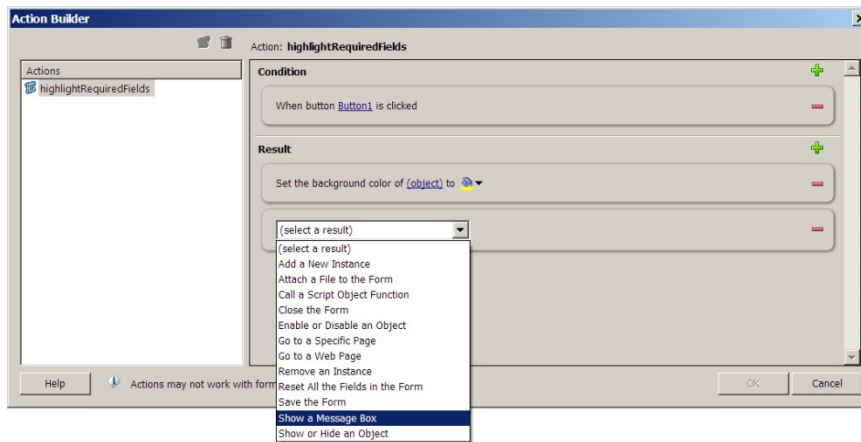 Action Builder
Action: highlightRequiredFields
Actions
highlightRequiredFields
Condition
When button Button1 is clicked
Result
Set the background color of (object) to
(select a result)
(select a result)
Add a New Instance
Attach a File to the Form
Call a Script Object Function
Close the Form
Enable or Disable an Object
Go to a Specific Page
Go to a Web Page
Remove an Instance
Reset All the Fields in the Form
Save the Form
Show a Message Box
Show or Hide an Object
Help
Actions may not work with form
OK
Cancel